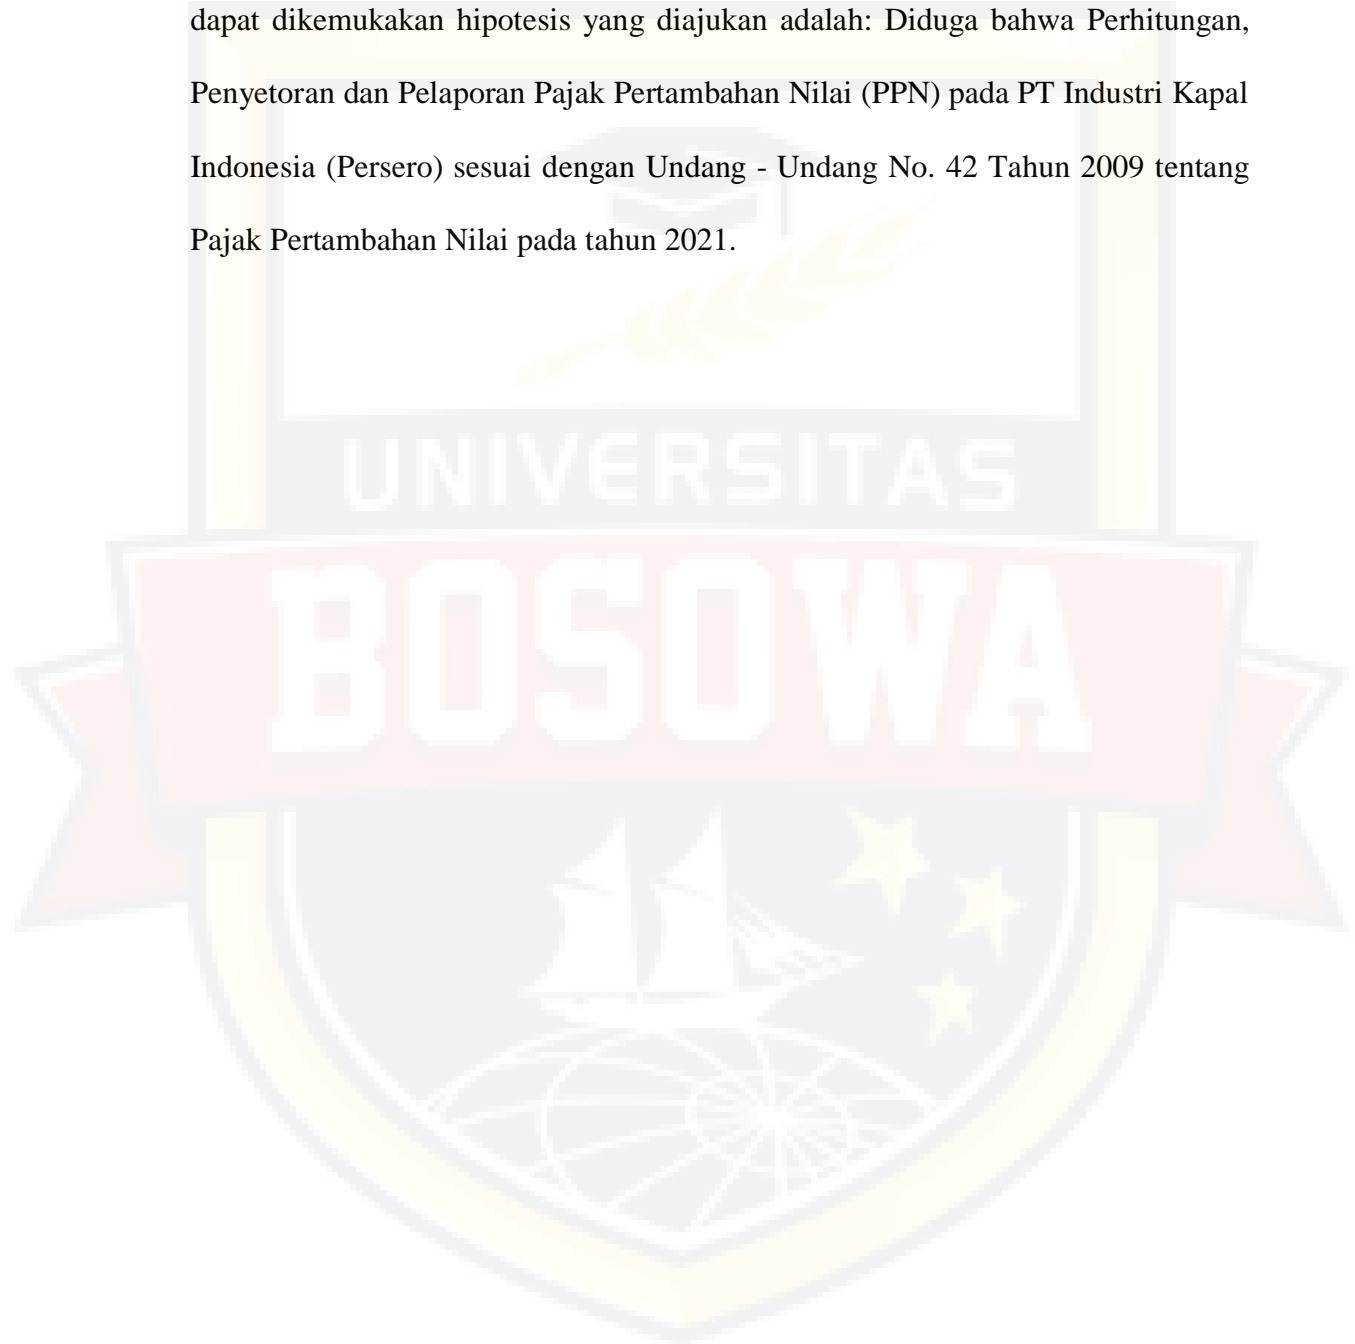 dapat dikemukakan hipotesis yang diajukan adalah: Diduga bahwa Perhitungan,
Penyetoran dan Pelaporan Pajak Pertambahan Nilai (PPN) pada PT Industri Kapal
Indonesia (Persero) sesuai dengan Undang - Undang No. 42 Tahun 2009 tentang
Pajak Pertambahan Nilai pada tahun 2021.
UNIVERSITAS
BOSOWA